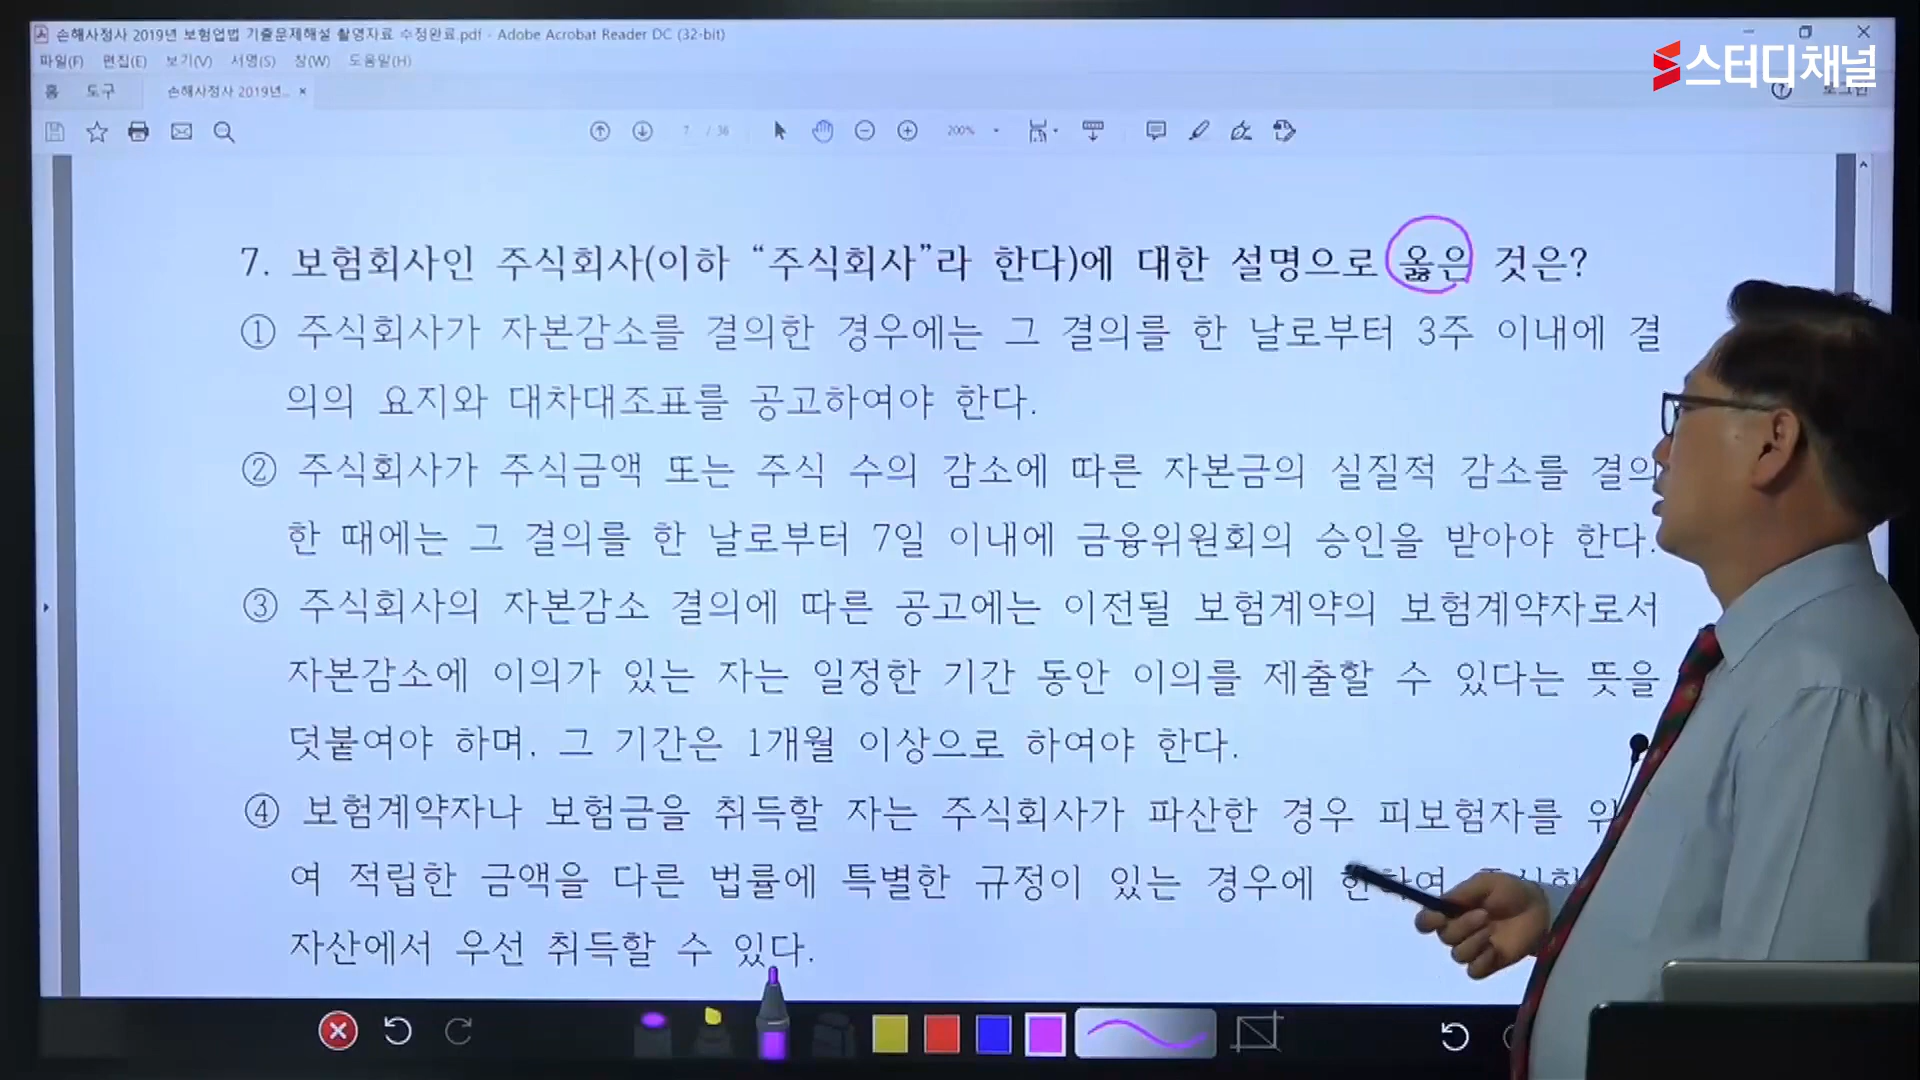 손해사정사 2019년 보험업법 기출문제해설 촬영자료 수정완료.pdf - Adobe Acrobat Reader DC (32-bit)
파일(F) 편집(E) 보기(V) 서명(S) 창(W) 도움말(H)
스터디채널
홈 도구 손해사정사 2019년... ×
7 / 36 200%
7. 보험회사인 주식회사(이하 “주식회사”라 한다)에 대한 설명으로 옳은 것은?
① 주식회사가 자본감소를 결의한 경우에는 그 결의를 한 날로부터 3주 이내에 결
의의 요지와 대차대조표를 공고하여야 한다.
② 주식회사가 주식금액 또는 주식 수의 감소에 따른 자본금의 실질적 감소를 결의
한 때에는 그 결의를 한 날로부터 7일 이내에 금융위원회의 승인을 받아야 한다.
③ 주식회사의 자본감소 결의에 따른 공고에는 이전될 보험계약의 보험계약자로서
자본감소에 이의가 있는 자는 일정한 기간 동안 이의를 제출할 수 있다는 뜻을
덧붙여야 하며, 그 기간은 1개월 이상으로 하여야 한다.
④ 보험계약자나 보험금을 취득할 자는 주식회사가 파산한 경우 피보험자를 위
여 적립한 금액을 다른 법률에 특별한 규정이 있는 경우에 한하여
자산에서 우선 취득할 수 있다.